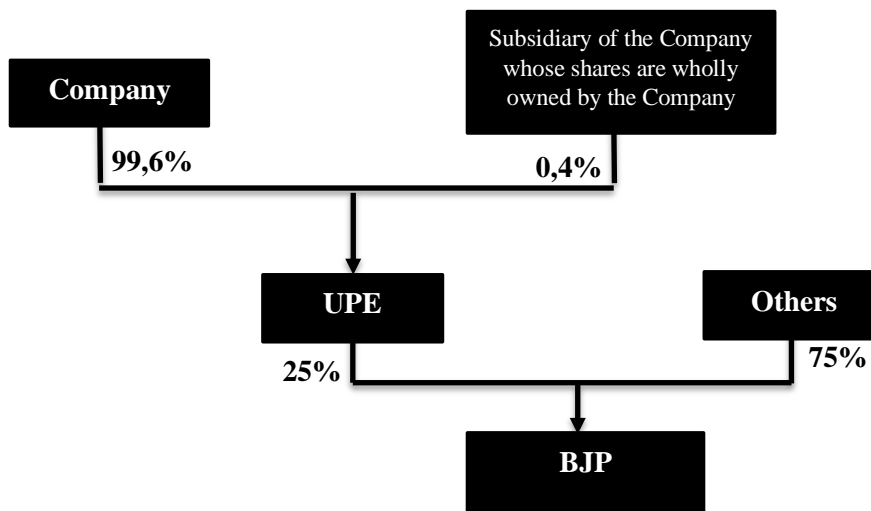 Subsidiary of the Company
whose shares are wholly
owned by the Company
Company
99,6%
0,4%
UPE
Others
25%
75%
BJP